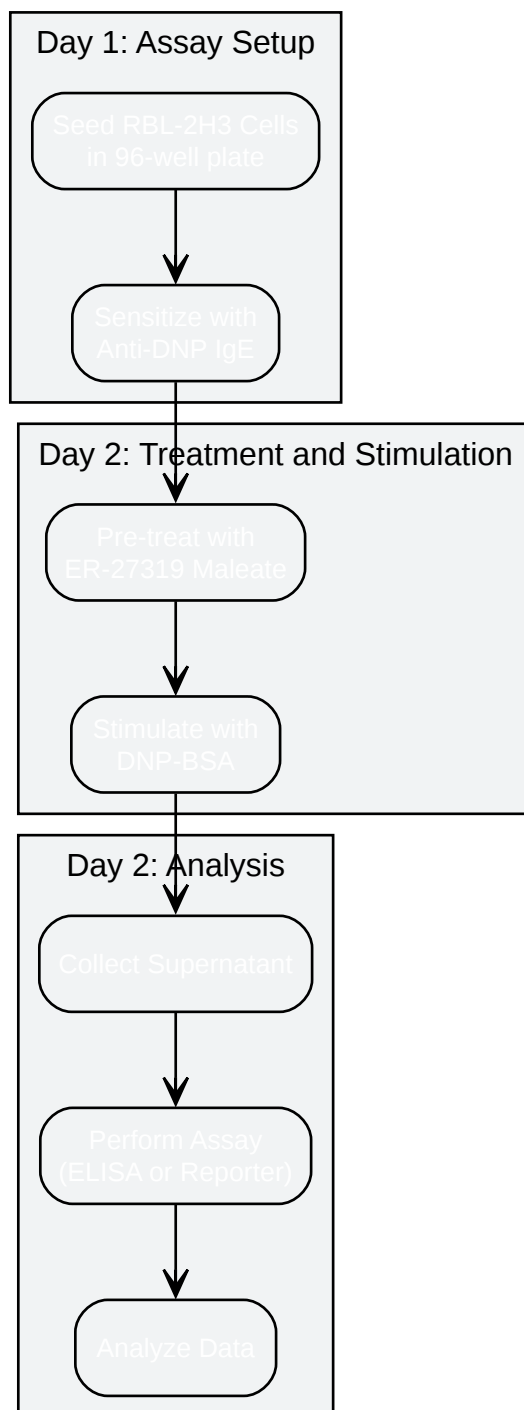 Day 1: Assay Setup
Seed RBL-2H3 Cells
in 96-well plate
Sensitize with
Anti-DNP IgE
Day 2: Treatment and Stimulation
Pre-treat with
ER-27319 Maleate
Stimulate with
DNP-BSA
Day 2: Analysis
Collect Supernatant
Perform Assay
(ELISA or Reporter)
Analyze Data